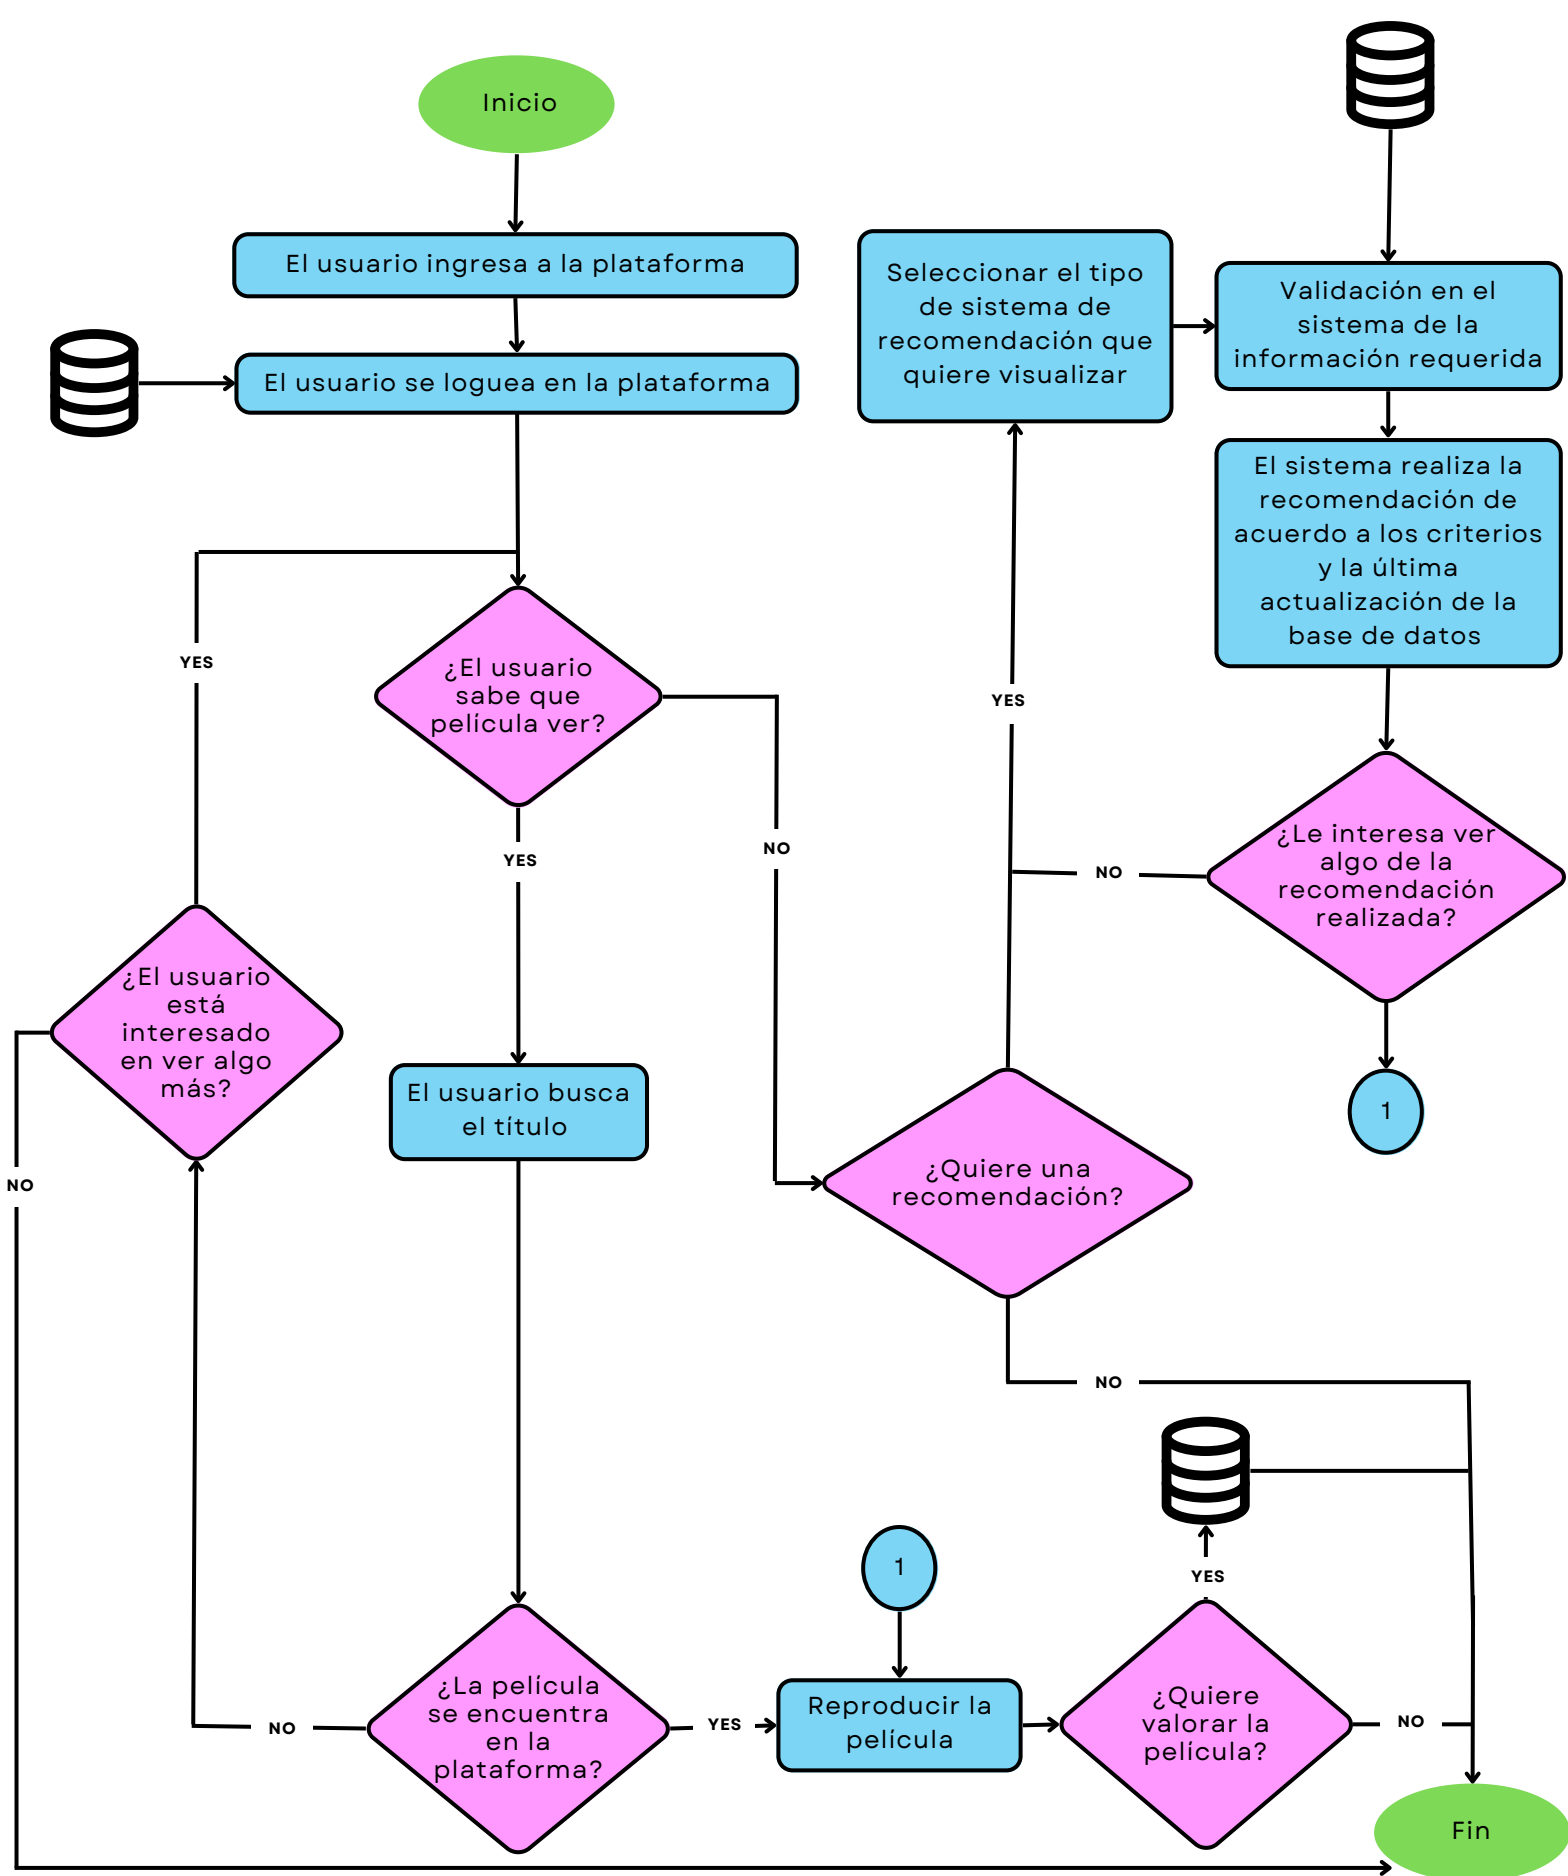 Inicio
El usuario ingresa a la plataforma
El usuario se loguea en la plataforma
Seleccionar el tipo
de sistema de
recomendación que
quiere visualizar
Validación en el
sistema de la
información requerida
El sistema realiza la
recomendación de
acuerdo a los criterios
y la última
actualización de la
base de datos
YES
¿El usuario
sabe que
película ver?
YES
NO
YES
¿Le interesa ver
algo de la
recomendación
realizada?
NO
1
¿El usuario
está
interesado
en ver algo
más?
NO
El usuario busca
el título
¿Quiere una
recomendación?
NO
1
YES
¿La película
se encuentra
en la
plataforma?
NO
YES
Reproducir la
película
¿Quiere
valorar la
película?
NO
Fin